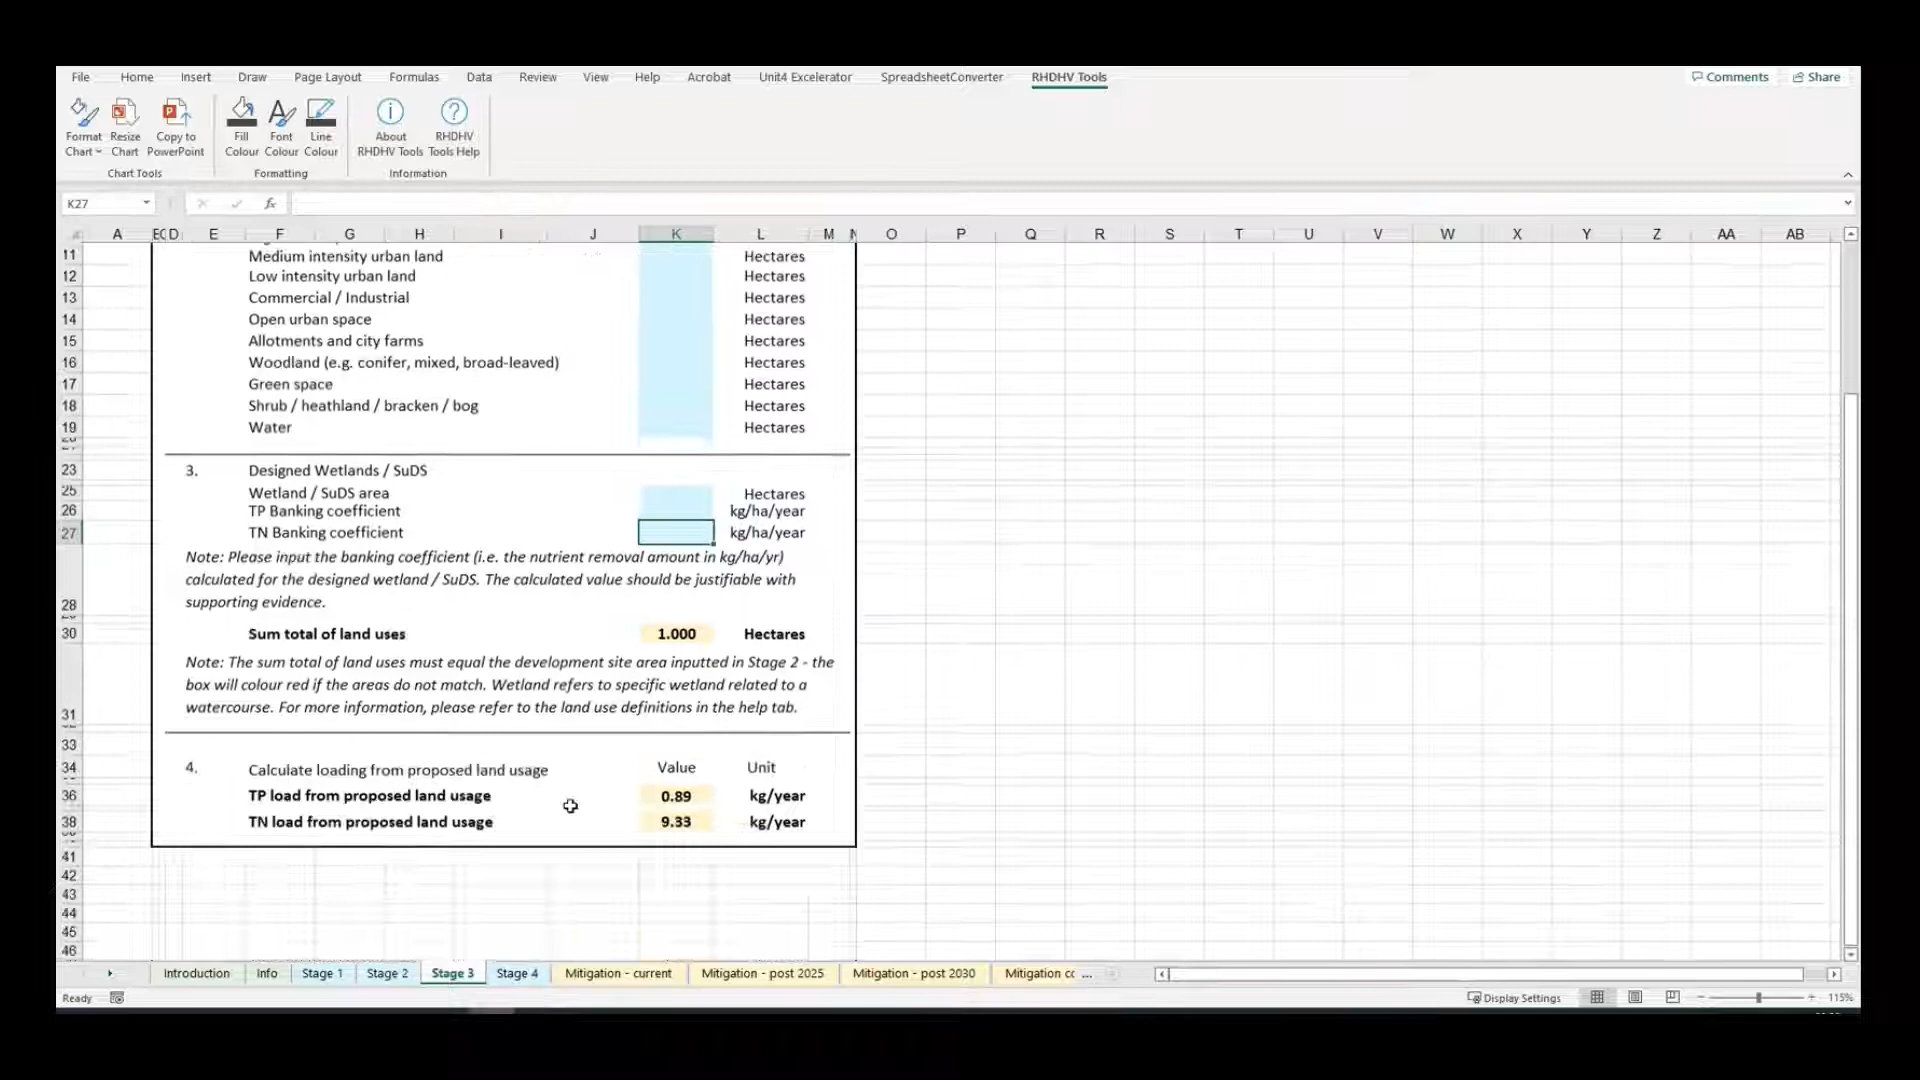 File Home Insert Draw Page Layout Formulas Data Review View Help Acrobat Unit4 Excelerator SpreadsheetConverter RHDHV Tools Comments Share
Format Chart Resize Chart Copy to PowerPoint Fill Colour Font Colour Line Colour About RHDHV Tools RHDHV Tools Help
Chart Tools Formatting Information
K27 fx
A D E F G H I J K L M N O P Q R S T U V W X Y Z AA AB
11 Medium intensity urban land Hectares
12 Low intensity urban land Hectares
13 Commercial / Industrial Hectares
14 Open urban space Hectares
15 Allotments and city farms Hectares
16 Woodland (e.g. conifer, mixed, broad-leaved) Hectares
17 Green space Hectares
18 Shrub / heathland / bracken / bog Hectares
19 Water Hectares
23 3. Designed Wetlands / SuDS
25 Wetland / SuDS area Hectares
26 TP Banking coefficient kg/ha/year
27 TN Banking coefficient kg/ha/year
Note: Please input the banking coefficient (i.e. the nutrient removal amount in kg/ha/yr)
calculated for the designed wetland / SuDS. The calculated value should be justifiable with
28 supporting evidence.
30 Sum total of land uses 1.000 Hectares
Note: The sum total of land uses must equal the development site area inputted in Stage 2 - the
box will colour red if the areas do not match. Wetland refers to specific wetland related to a
31 watercourse. For more information, please refer to the land use definitions in the help tab.
33
34 4. Calculate loading from proposed land usage Value Unit
36 TP load from proposed land usage 0.89 kg/year
38 TN load from proposed land usage 9.33 kg/year
41
42
43
44
45
46
Introduction Info Stage 1 Stage 2 Stage 3 Stage 4 Mitigation - current Mitigation - post 2025 Mitigation - post 2030 Mitigation cc ...
Ready Display Settings 115%